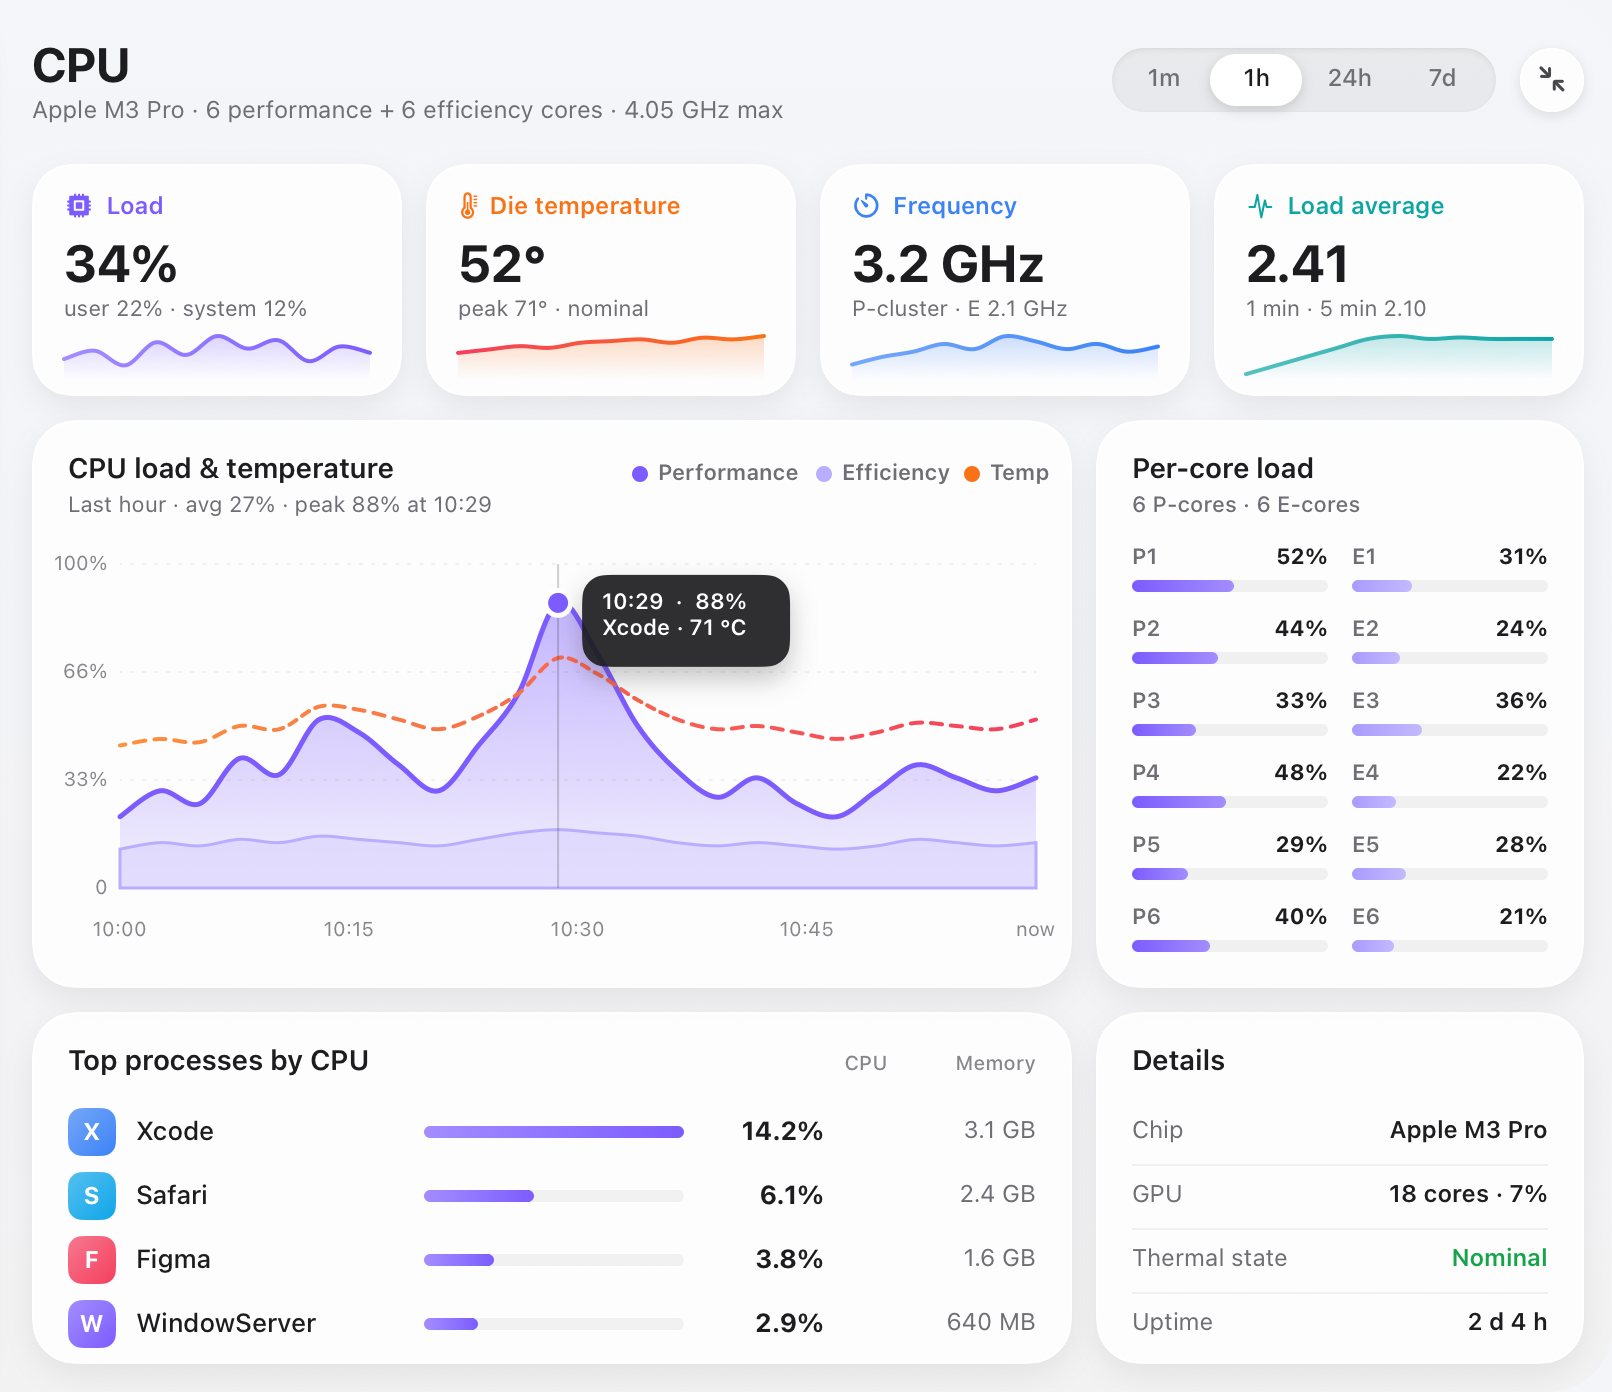 CPU
Apple M3 Pro · 6 performance + 6 efficiency cores · 4.05 GHz max
1m 1h 24h 7d
Load
34%
user 22% · system 12%
Die temperature
52°
peak 71° · nominal
Frequency
3.2 GHz
P-cluster · E 2.1 GHz
Load average
2.41
1 min · 5 min 2.10
CPU load & temperature
Last hour · avg 27% · peak 88% at 10:29
Performance Efficiency Temp
100%
66%
33%
0
10:29 · 88%
Xcode · 71 °C
10:00 10:15 10:30 10:45 now
Per-core load
6 P-cores · 6 E-cores
P1 52% E1 31%
P2 44% E2 24%
P3 33% E3 36%
P4 48% E4 22%
P5 29% E5 28%
P6 40% E6 21%
Top processes by CPU CPU Memory
X Xcode 14.2% 3.1 GB
S Safari 6.1% 2.4 GB
F Figma 3.8% 1.6 GB
W WindowServer 2.9% 640 MB
Details
Chip Apple M3 Pro
GPU 18 cores · 7%
Thermal state Nominal
Uptime 2 d 4 h